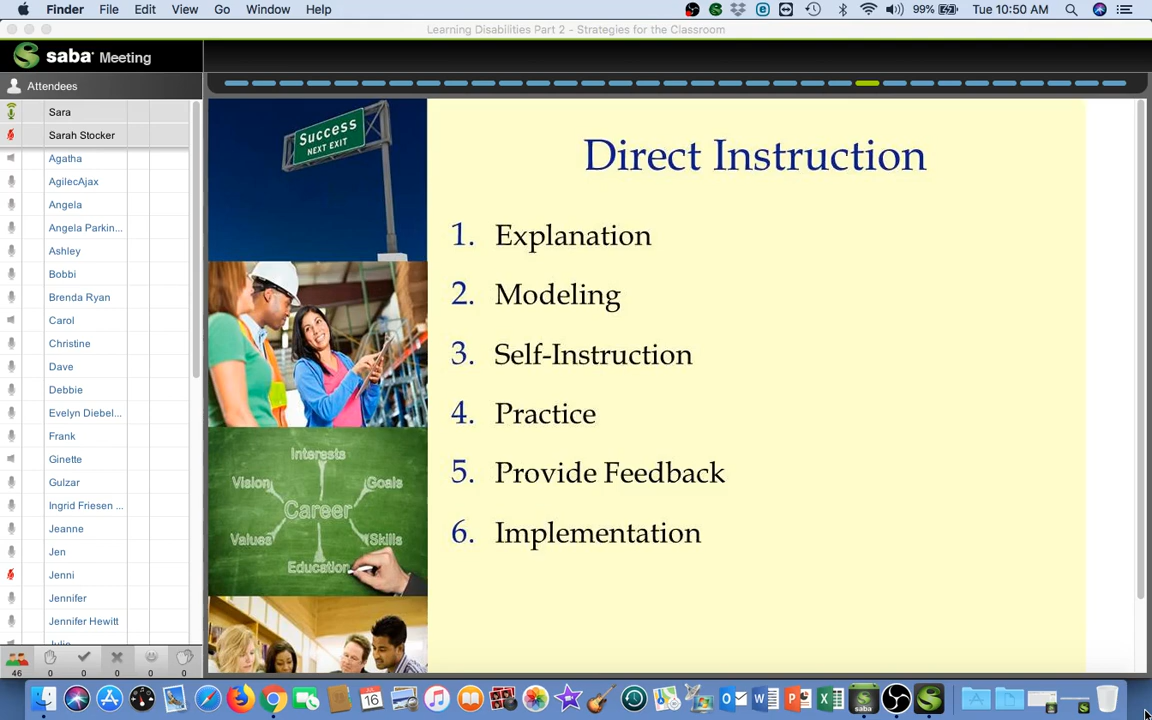 Finder File Edit View Go Window Help 99% Tue 10:50 AM
Learning Disabilities Part 2 – Strategies for the Classroom
saba Meeting
Attendees
Sara
Sarah Stocker
Agatha
AgilecAjax
Angela
Angela Parkin...
Ashley
Bobbi
Brenda Ryan
Carol
Christine
Dave
Debbie
Evelyn Diebel...
Frank
Ginette
Gulzar
Ingrid Friesen ...
Jeanne
Jen
Jenni
Jennifer
Jennifer Hewitt
46 0 0 0 0 0
Success
NEXT EXIT
Interests
Vision Goals
Career
Values Skills
Education
Direct Instruction
1. Explanation
2. Modeling
3. Self-Instruction
4. Practice
5. Provide Feedback
6. Implementation
16
saba